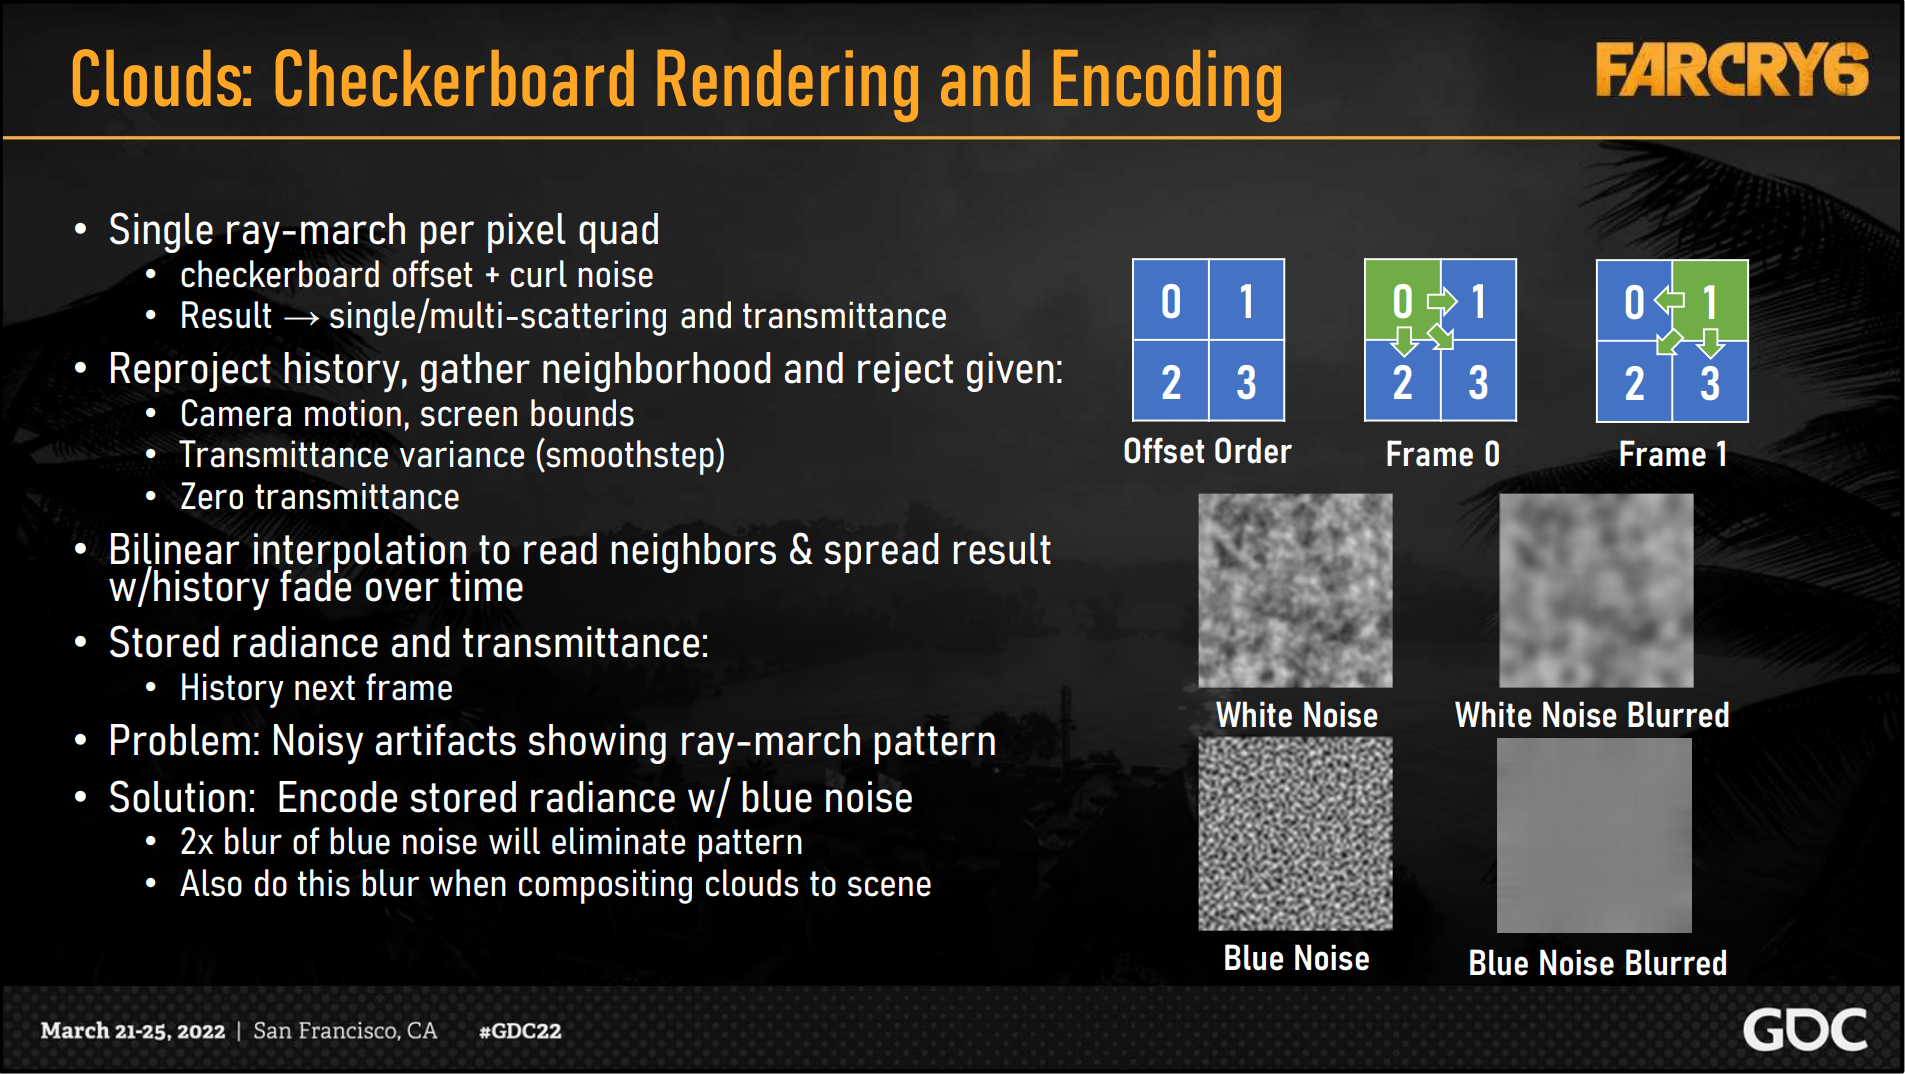 Clouds: Checkerboard Rendering and Encoding
FARCRY6
• Single ray-march per pixel quad
• checkerboard offset + curl noise
• Result → single/multi-scattering and transmittance
• Reproject history, gather neighborhood and reject given:
• Camera motion, screen bounds
• Transmittance variance (smoothstep)
• Zero transmittance
• Bilinear interpolation to read neighbors & spread result
w/history fade over time
• Stored radiance and transmittance:
• History next frame
• Problem: Noisy artifacts showing ray-march pattern
• Solution: Encode stored radiance w/ blue noise
• 2x blur of blue noise will eliminate pattern
• Also do this blur when compositing clouds to scene
0 1
2 3
Offset Order
0 1
2 3
Frame 0
0 1
2 3
Frame 1
White Noise
White Noise Blurred
Blue Noise
Blue Noise Blurred
March 21-25, 2022 | San Francisco, CA #GDC22
GDC